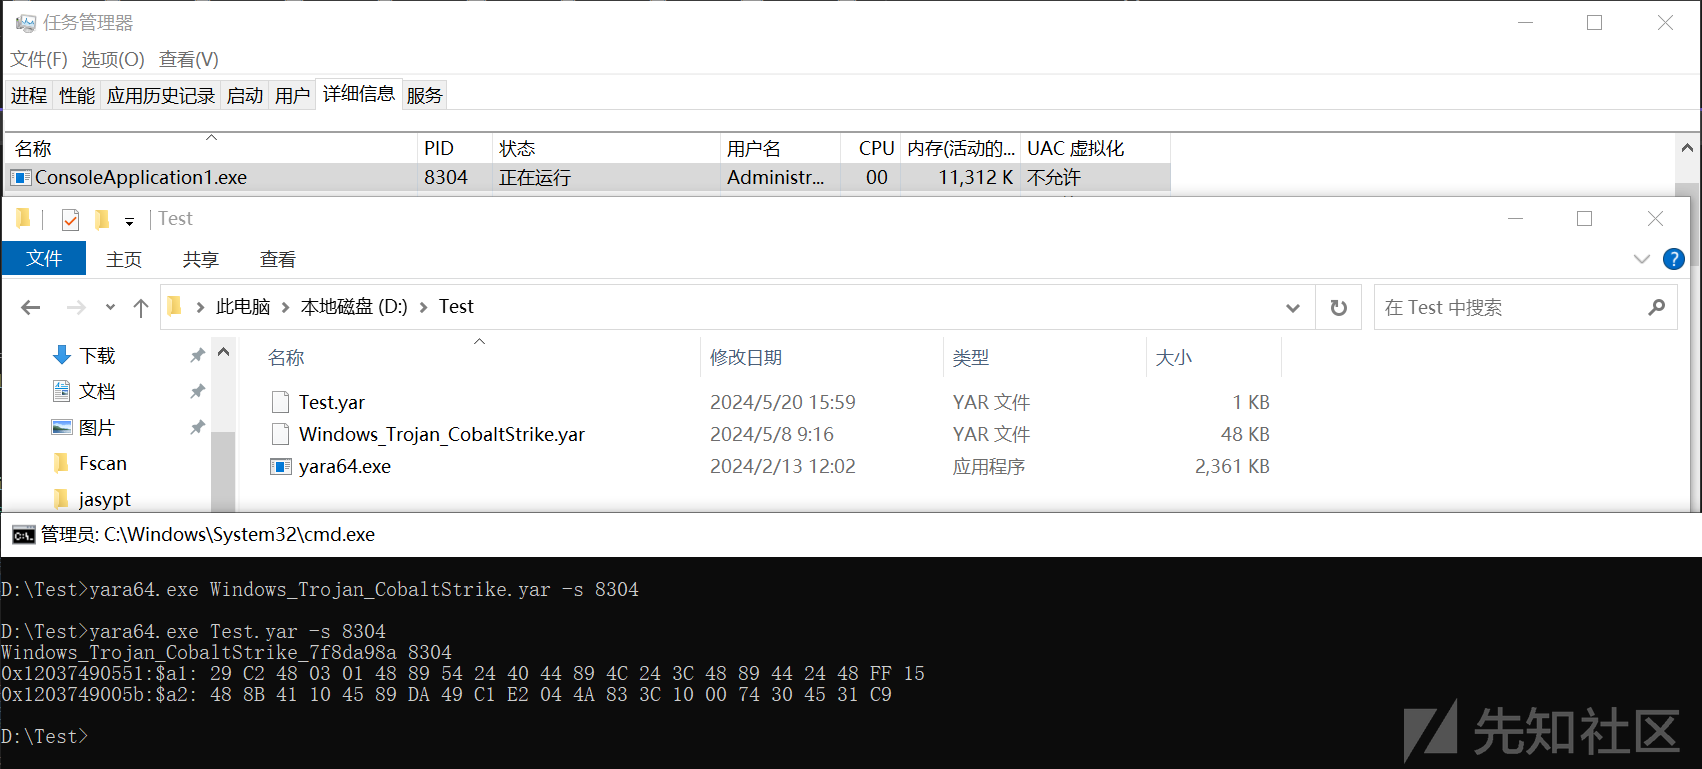 任务管理器
文件(F) 选项(O) 查看(V)
进程 性能 应用历史记录 启动 用户 详细信息 服务
名称 PID 状态 用户名 CPU 内存(活动的... UAC 虚拟化
ConsoleApplication1.exe 8304 正在运行 Administr... 00 11,312 K 不允许
Test
文件 主页 共享 查看
此电脑 本地磁盘 (D:) Test 在 Test 中搜索
名称 修改日期 类型 大小
下载
文档
图片
Fscan
jasypt
Test.yar 2024/5/20 15:59 YAR 文件 1 KB
Windows_Trojan_CobaltStrike.yar 2024/5/8 9:16 YAR 文件 48 KB
yara64.exe 2024/2/13 12:02 应用程序 2,361 KB
管理员: C:\Windows\System32\cmd.exe
D:\Test>yara64.exe Windows_Trojan_CobaltStrike.yar -s 8304
D:\Test>yara64.exe Test.yar -s 8304
Windows_Trojan_CobaltStrike_7f8da98a 8304
0x12037490551:$a1: 29 C2 48 03 01 48 89 54 24 40 44 89 4C 24 3C 48 89 44 24 48 FF 15
0x1203749005b:$a2: 48 8B 41 10 45 89 DA 49 C1 E2 04 4A 83 3C 10 00 74 30 45 31 C9
D:\Test>
先知社区